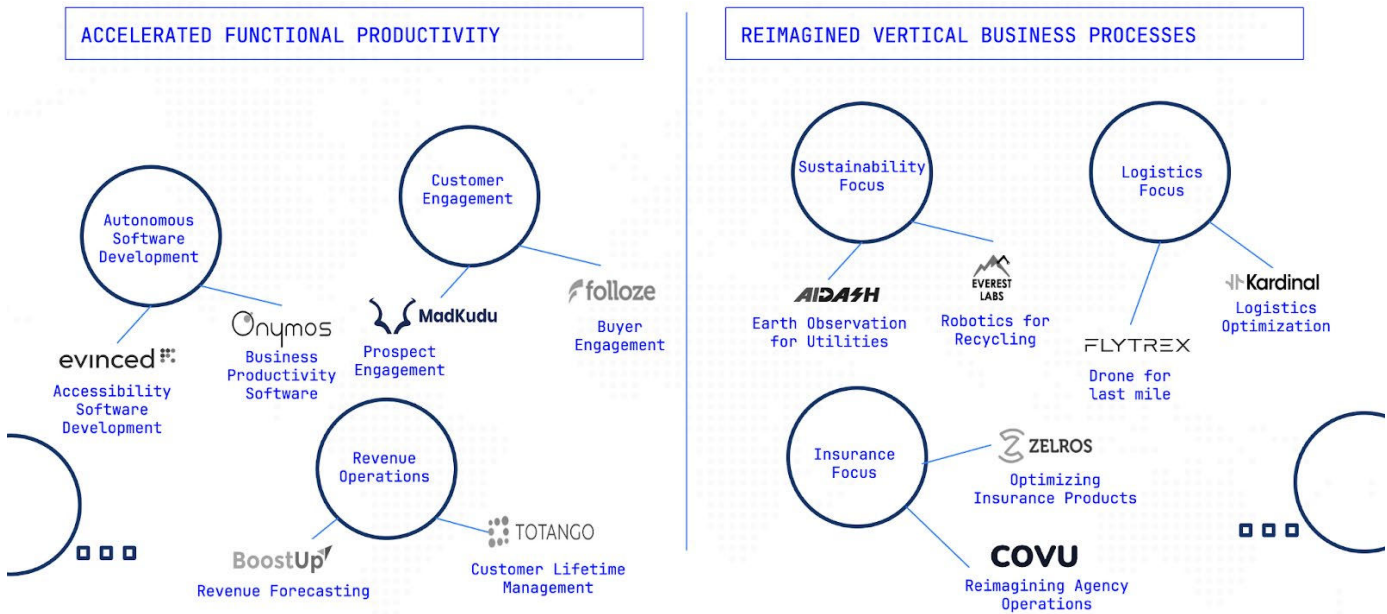 ACCELERATED FUNCTIONAL PRODUCTIVITY
Autonomous
Software
Development
evinced
Accessibility
Software
Development
Onymos
Business
Productivity
Software
Customer
Engagement
MadKudu
Prospect
Engagement
folloze
Buyer
Engagement
Revenue
Operations
BoostUp
Revenue Forecasting
TOTANGO
Customer Lifetime
Management
REIMAGINED VERTICAL BUSINESS PROCESSES
Sustainability
Focus
AIDASH
Earth Observation
for Utilities
EVEREST
LABS
Robotics for
Recycling
Logistics
Focus
FLYTREX
Drone for
last mile
Kardinal
Logistics
Optimization
Insurance
Focus
ZELROS
Optimizing
Insurance Products
COVU
Reimagining Agency
Operations